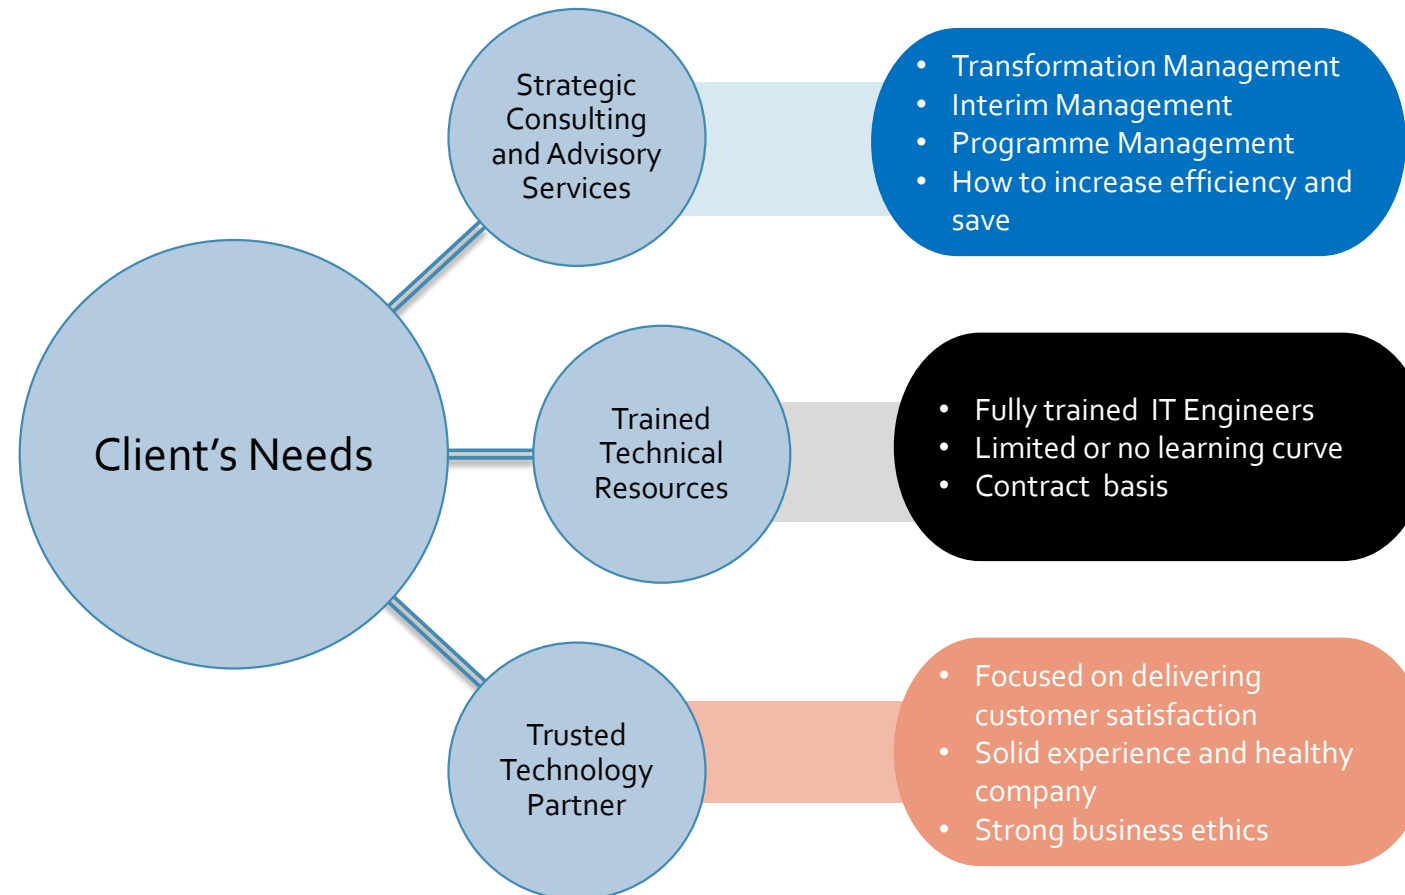 Client's Needs
Strategic
Consulting
and Advisory
Services
• Transformation Management
• Interim Management
• Programme Management
• How to increase efficiency and
save
Trained
Technical
Resources
• Fully trained  IT Engineers
• Limited or no learning curve
• Contract  basis
Trusted
Technology
Partner
• Focused on delivering
customer satisfaction
• Solid experience and healthy
company
• Strong business ethics